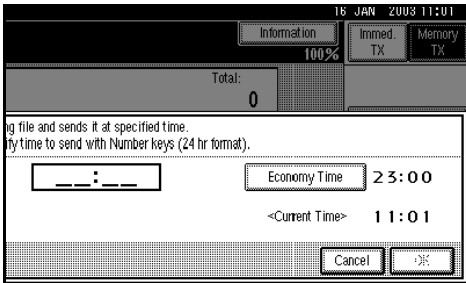 16 JAN 2003 11:01
Information
100%
Immed.
TX
Memory
TX
Total:
0
ng file and sends it at specified time.
ify time to send with Number keys (24 hr format).
__:__
Economy Time 23:00
<Current Time> 11:01
Cancel OK